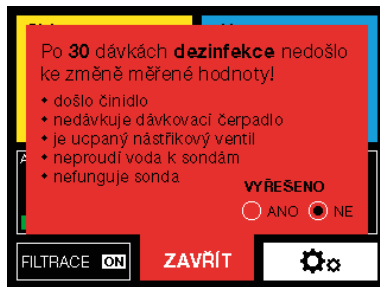 Po 30 dávkách dezinfekce nedošlo
ke změně měřené hodnoty!
• došlo činidlo
• nedávkuje dávkovací čerpadlo
• je ucpaný nástřikový ventil
• neproudí voda k sondám
• nefunguje sonda
VYŘEŠENO
ANO NE
FILTRACE ON
ZAVŘÍT